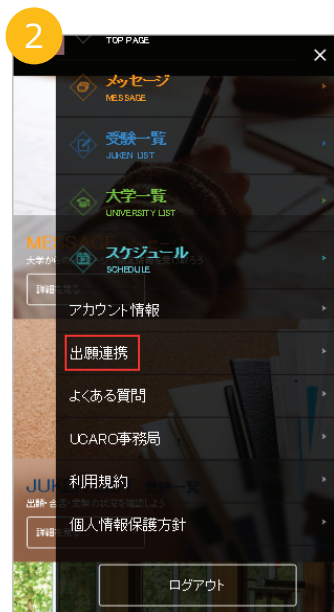 2
TOP PAGE
×
メッセージ
MESSAGE
受験一覧
JUKEN LIST
大学一覧
UNIVERSITY LIST
スケジュール
SCHEDULE
アカウント情報
出願連携
よくある質問
UCARO事務局
利用規約
個人情報保護方針
ログアウト